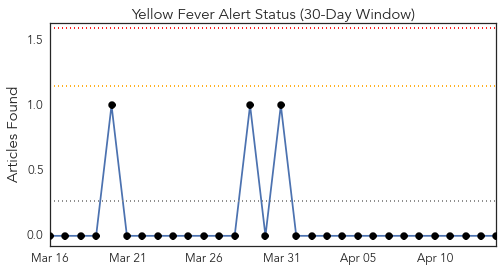 Yellow Fever Alert Status (30-Day Window)
Articles Found
1.5
1.0
0.5
0.0
Mar 16 Mar 21 Mar 26 Mar 31 Apr 05 Apr 10